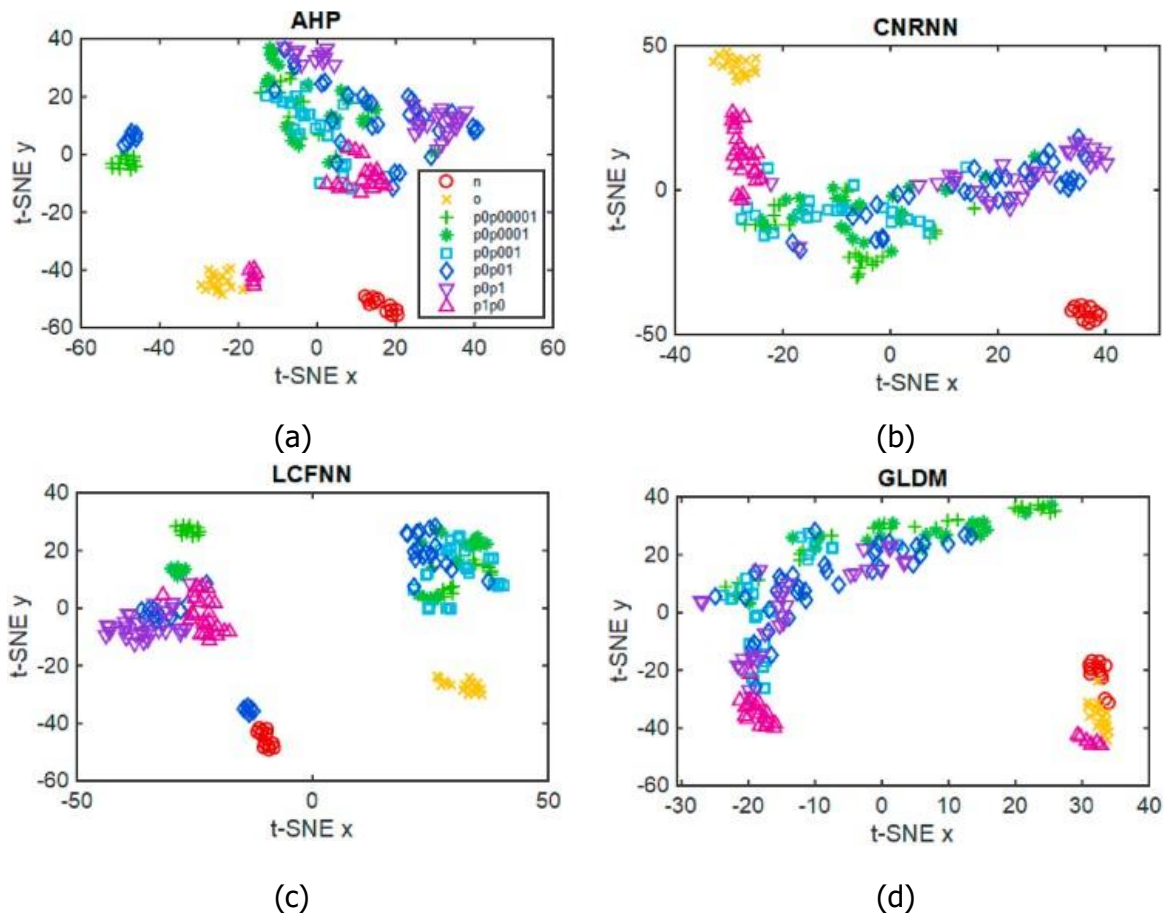 AHP
40
20
0
-20
-40
-60
t-SNE y
-60 -40 -20 0 20 40 60
t-SNE x
n
o
p0p00001
p0p0001
p0p001
p0p01
p0p1
p1p0
(a)
CNRNN
50
0
-50
t-SNE y
-20 0 20 40
t-SNE x
(b)
LCFNN
40
20
0
-20
-40
-60
t-SNE y
-50 0 50
t-SNE x
(c)
GLDM
40
20
0
-20
-40
-60
t-SNE y
-30 -20 -10 0 10 20 30 40
t-SNE x
(d)